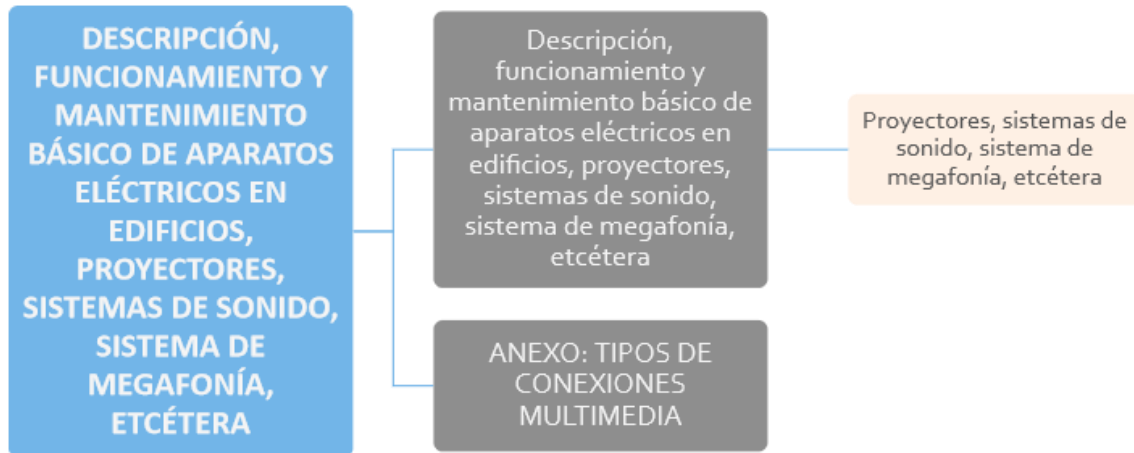 DESCRIPCIÓN,
FUNCIONAMIENTO Y
MANTENIMIENTO
BÁSICO DE APARATOS
ELÉCTRICOS EN
EDIFICIOS,
PROYECTORES,
SISTEMAS DE SONIDO,
SISTEMA DE
MEGAFONÍA,
ETCÉTERA
Descripción,
funcionamiento y
mantenimiento básico de
aparatos eléctricos en
edificios, proyectores,
sistemas de sonido,
sistema de megafonía,
etcétera
Proyectores, sistemas de
sonido, sistema de
megafonía, etcétera
ANEXO: TIPOS DE
CONEXIONES
MULTIMEDIA